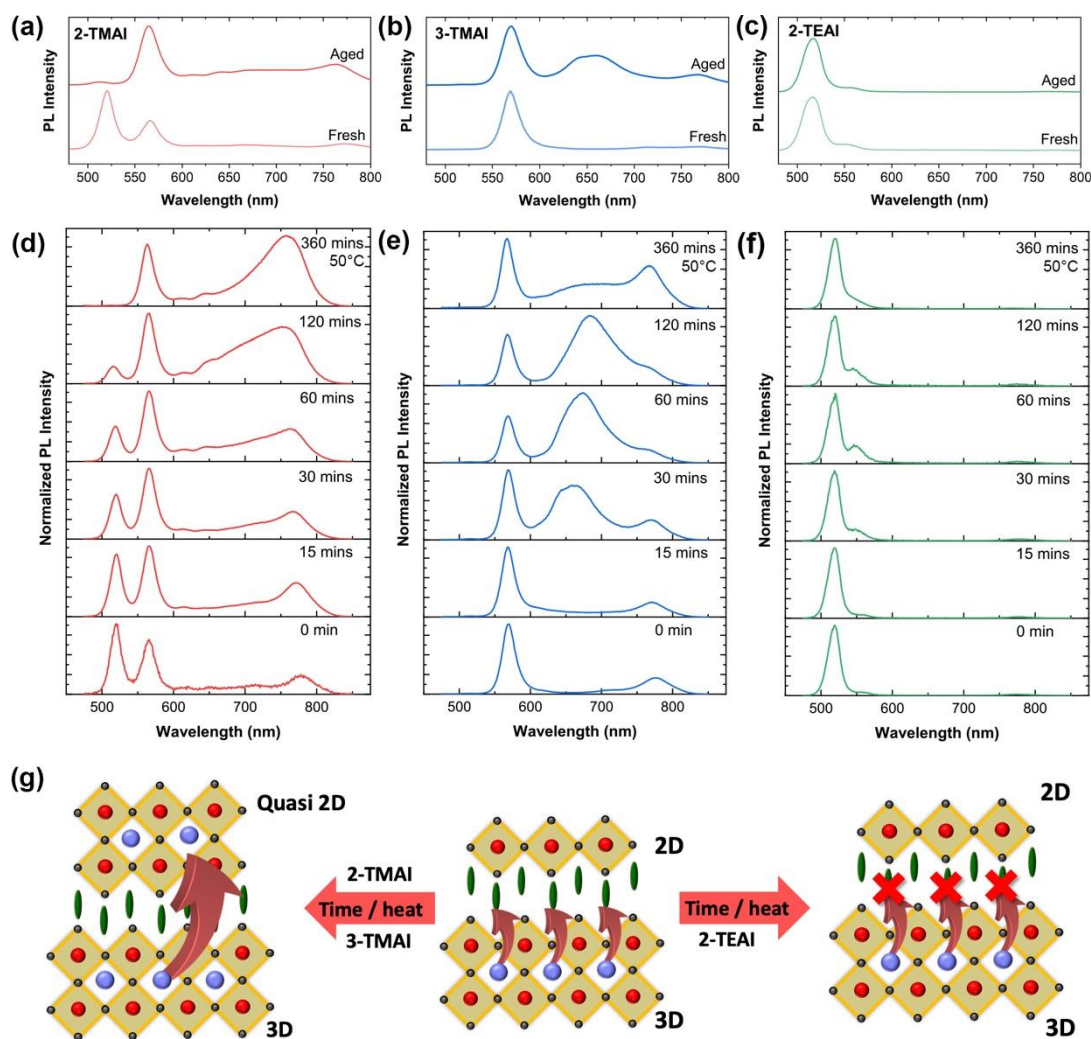 (a)
2-TMAI
Aged
Fresh
PL Intensity
500 550 600 650 700 750 800
Wavelength (nm)
(b)
3-TMAI
Aged
Fresh
PL Intensity
500 550 600 650 700 750 800
Wavelength (nm)
(c)
2-TEAI
Aged
Fresh
PL Intensity
500 550 600 650 700 750 800
Wavelength (nm)
(d)
360 mins
50°C
120 mins
60 mins
30 mins
15 mins
0 min
Normalized PL Intensity
500 600 700 800
Wavelength (nm)
(e)
360 mins
50°C
120 mins
60 mins
30 mins
15 mins
0 min
Normalized PL Intensity
500 600 700 800
Wavelength (nm)
(f)
360 mins
50°C
120 mins
60 mins
30 mins
15 mins
0 min
Normalized PL Intensity
500 600 700 800
Wavelength (nm)
(g)
Quasi 2D
3D
2-TMAI
Time / heat
3-TMAI
2D
3D
Time / heat
2-TEAI
2D
3D